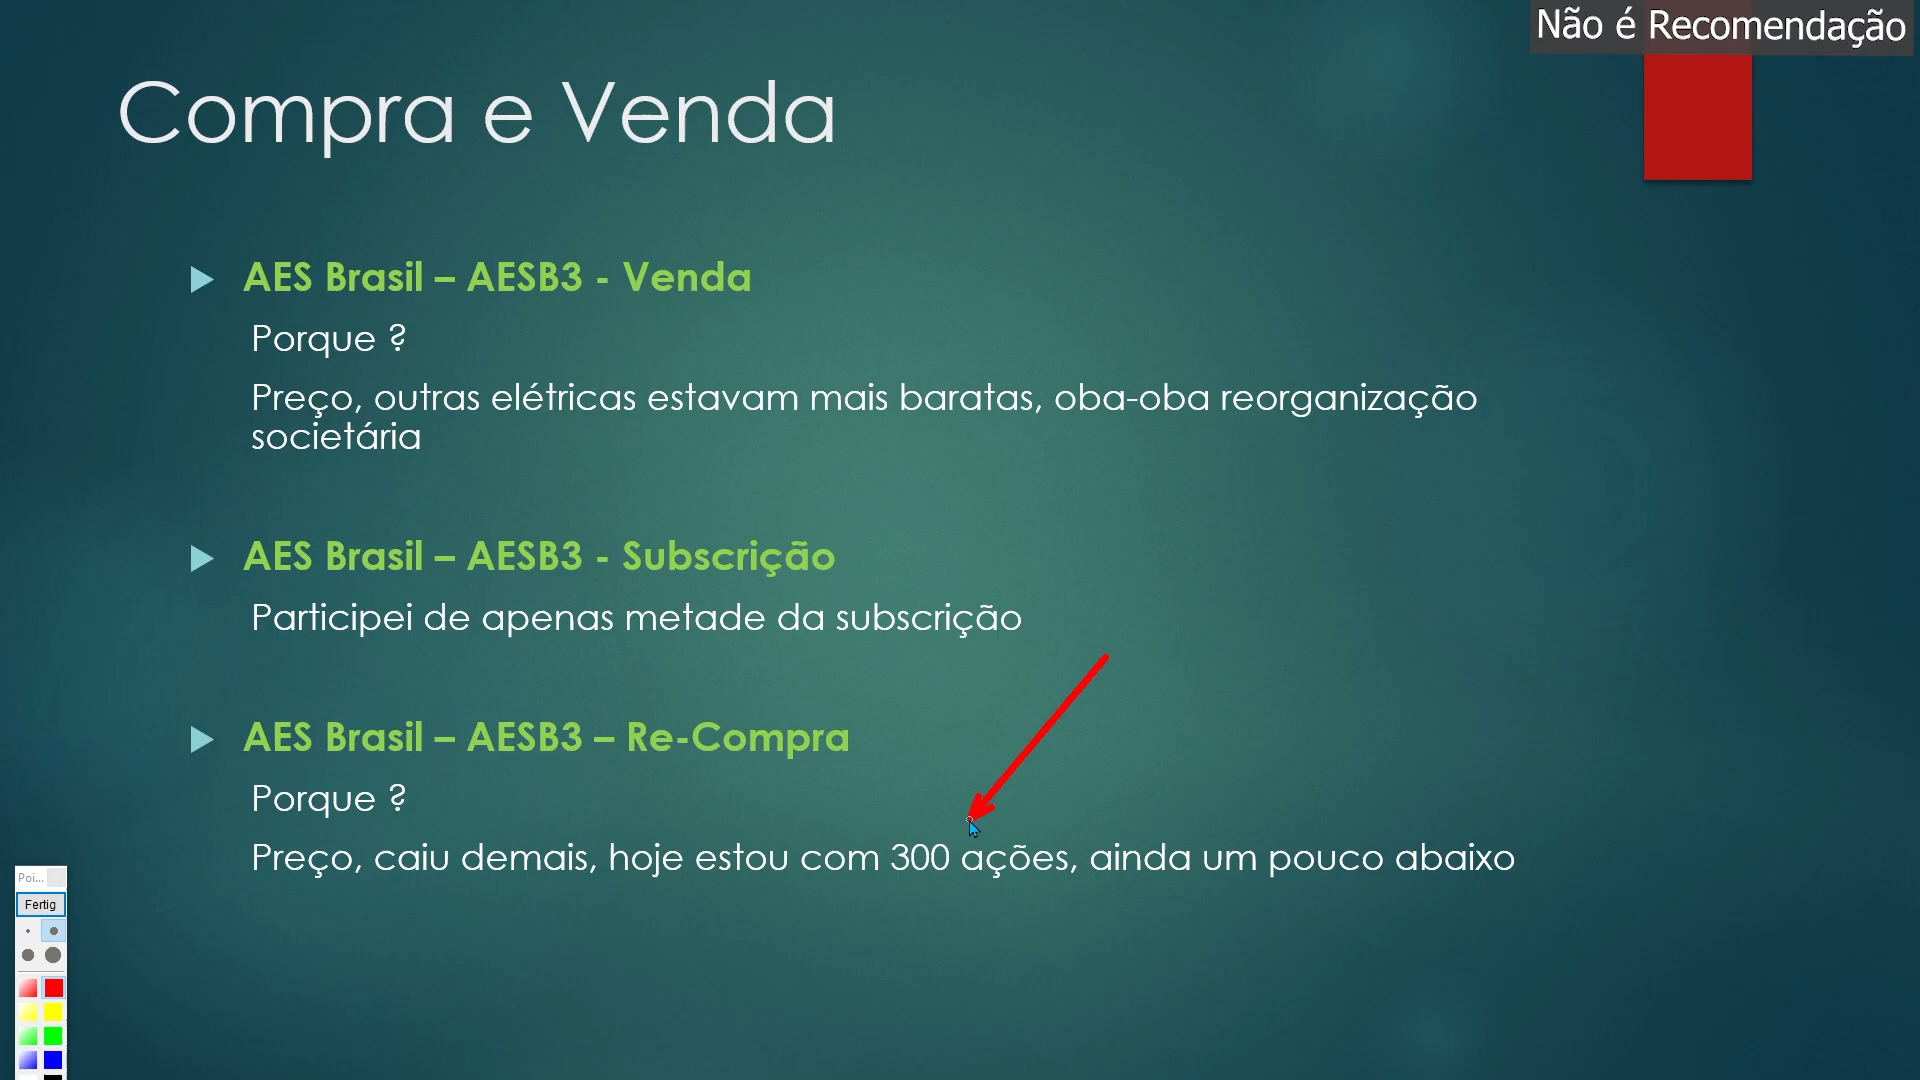 Não é Recomendação
Compra e Venda
AES Brasil – AESB3 - Venda
Porque ?
Preço, outras elétricas estavam mais baratas, oba-oba reorganização
societária
AES Brasil – AESB3 - Subscrição
Participei de apenas metade da subscrição
AES Brasil – AESB3 – Re-Compra
Porque ?
Preço, caiu demais, hoje estou com 300 ações, ainda um pouco abaixo
Poi...
Fertig